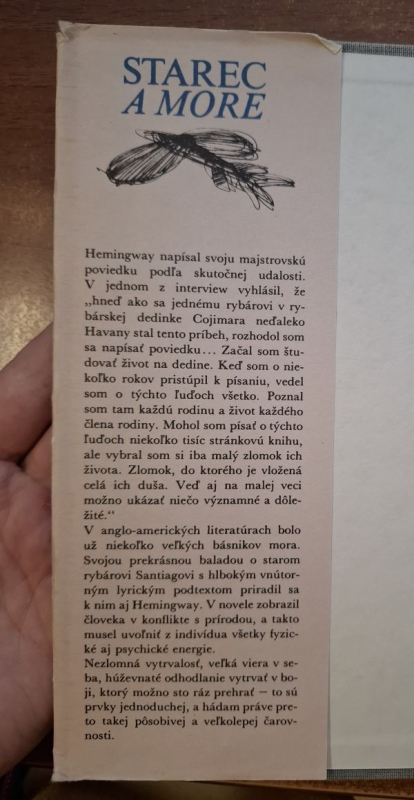 STAREC
A MORE
Hemingway napísal svoju majstrovskú
poviedku podľa skutočnej udalosti.
V jednom z interview vyhlásil, že
„hneď ako sa jednému rybárovi v ry-
bárskej dedinke Cojimara neďaleko
Havany stal tento príbeh, rozhodol som
sa napísať poviedku... Začal som štu-
dovať život na dedine. Keď som o nie-
koľko rokov pristúpil k písaniu, vedel
som o týchto ľuďoch všetko. Poznal
som tam každú rodinu a život každého
člena rodiny. Mohol som písať o týchto
ľuďoch niekoľko tisíc stránkovú knihu,
ale vybral som si iba malý zlomok ich
života. Zlomok, do ktorého je vložená
celá ich duša. Veď aj na malej veci
možno ukázať niečo významné a dôle-
žité.“
V anglo-amerických literatúrach bolo
už niekoľko veľkých básnikov mora.
Svojou prekrásnou baladou o starom
rybárovi Santiagovi s hlbokým vnútor-
ným lyrickým podtextom priradil sa
k nim aj Hemingway. V novele zobrazil
človeka v konflikte s prírodou, a takto
musel uvoľniť z indivídua všetky fyzic-
ké aj psychické energie.
Nezlomná vytrvalosť, veľká viera v se-
ba, húževnaté odhodlanie vytrvať v bo-
ji, ktorý možno sto ráz prehrať — to sú
prvky jednoduchej, a hádam práve pre-
to takej pôsobivej a veľkolepej čarov-
nosti.